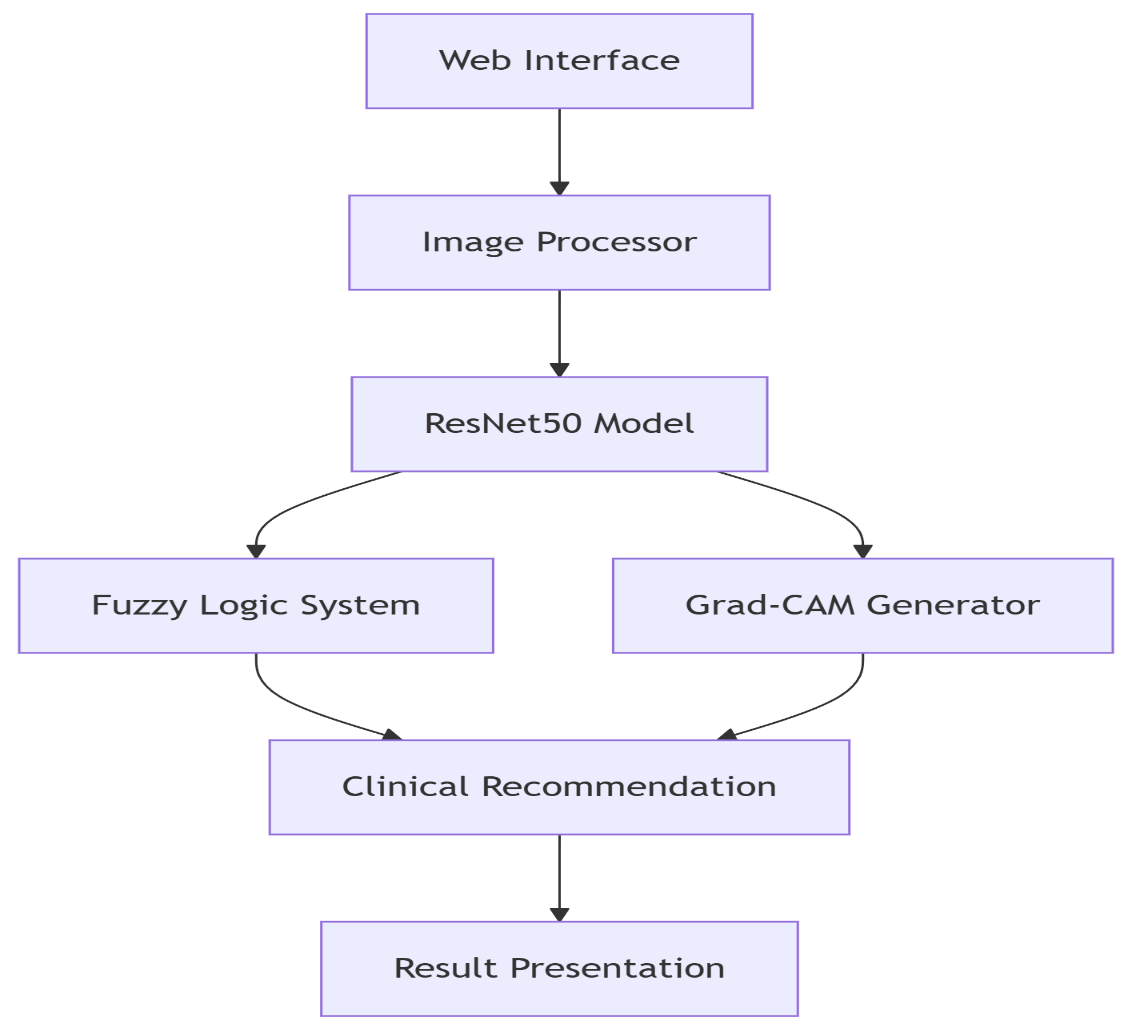 Web Interface
Image Processor
ResNet50 Model
Fuzzy Logic System
Grad-CAM Generator
Clinical Recommendation
Result Presentation